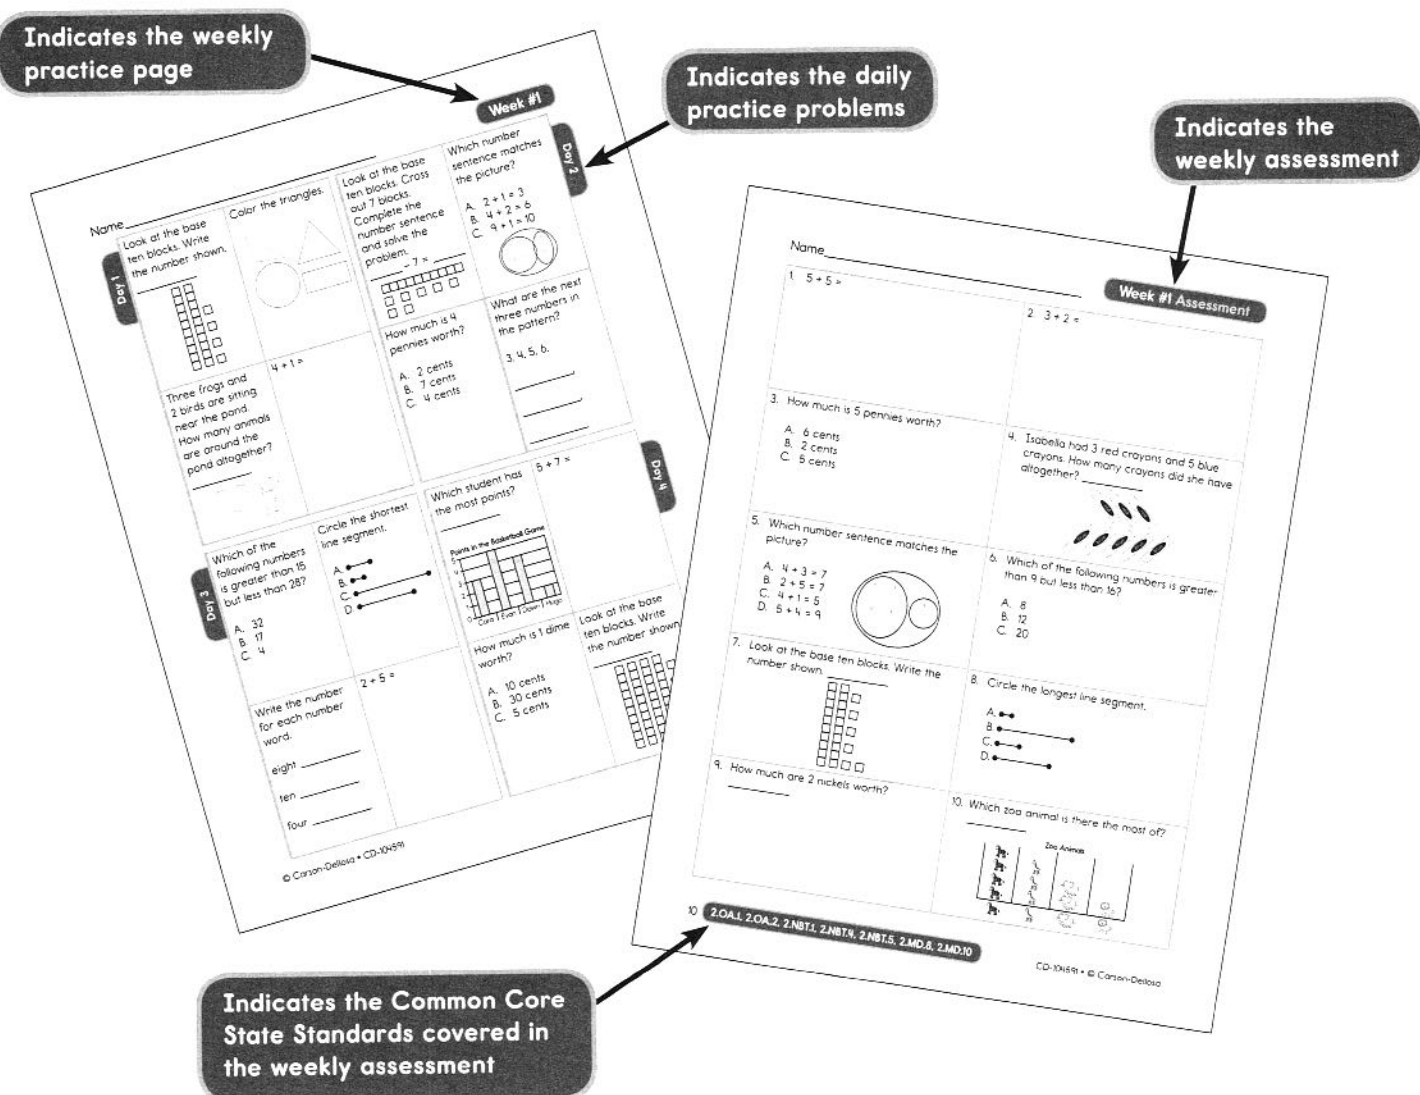 Indicates the weekly
practice page
Indicates the daily
practice problems
Indicates the
weekly assessment
Week #1
Name
Day 1
Look at the base
ten blocks. Write
the number shown.
Color the triangles.
Three frogs and
2 birds are sitting
near the pond.
How many animals
are around the
pond altogether?
4 + 1 =
Day 2
Look at the base
ten blocks. Cross
out 7 blocks.
Complete the
number sentence
and solve the
problem.
- 7 =
Which number
sentence matches
the picture?
A. 2 + 1 = 3
B. 4 + 2 = 6
C. 9 + 1 = 10
How much is 4
pennies worth?
A. 2 cents
B. 7 cents
C. 4 cents
What are the next
three numbers in
the pattern?
3, 4, 5, 6,
Day 3
Which of the
following numbers
is greater than 15
but less than 28?
A. 32
B. 17
C. 4
Circle the shortest
line segment.
A.
B.
C.
D.
Write the number
for each number
word.
eight
ten
four
2 + 5 =
Day 4
Which student has
the most points?
Points in the Basketball Game
5
4
3
2
1
0
Cora Evan Dawn Hugo
5 + 7 =
How much is 1 dime
worth?
A. 10 cents
B. 30 cents
C. 5 cents
Look at the base
ten blocks. Write
the number shown.
© Carson-Dellosa • CD-104591
Name
Week #1 Assessment
1. 5 + 5 =
2. 3 + 2 =
3. How much is 5 pennies worth?
A. 6 cents
B. 2 cents
C. 5 cents
4. Isabella had 3 red crayons and 5 blue
crayons. How many crayons did she have
altogether?
5. Which number sentence matches the
picture?
A. 4 + 3 = 7
B. 2 + 5 = 7
C. 4 + 1 = 5
D. 5 + 4 = 9
6. Which of the following numbers is greater
than 9 but less than 16?
A. 8
B. 12
C. 20
7. Look at the base ten blocks. Write the
number shown.
8. Circle the longest line segment.
A.
B.
C.
D.
9. How much are 2 nickels worth?
10. Which zoo animal is there the most of?
Zoo Animals
10
2.OA.1, 2.OA.2, 2.NBT.1, 2.NBT.4, 2.NBT.5, 2.MD.8, 2.MD.10
CD-104591 • © Carson-Dellosa
Indicates the Common Core
State Standards covered in
the weekly assessment